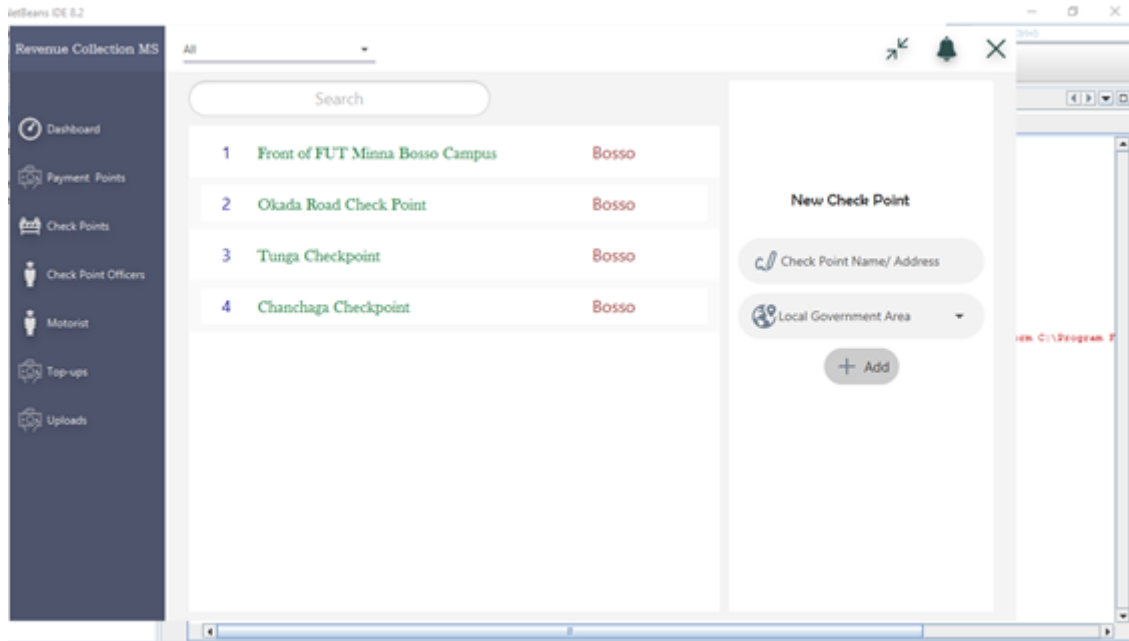 etBeans IDE 8.2
Revenue Collection MS
All
Search
Dashboard
Payment Points
Check Points
Check Point Officers
Motorist
Top-ups
Uploads
1 Front of FUT Minna Bosso Campus Bosso
2 Okada Road Check Point Bosso
3 Tunga Checkpoint Bosso
4 Chanchaga Checkpoint Bosso
New Check Point
Check Point Name/ Address
Local Government Area
+ Add
C:\Program F